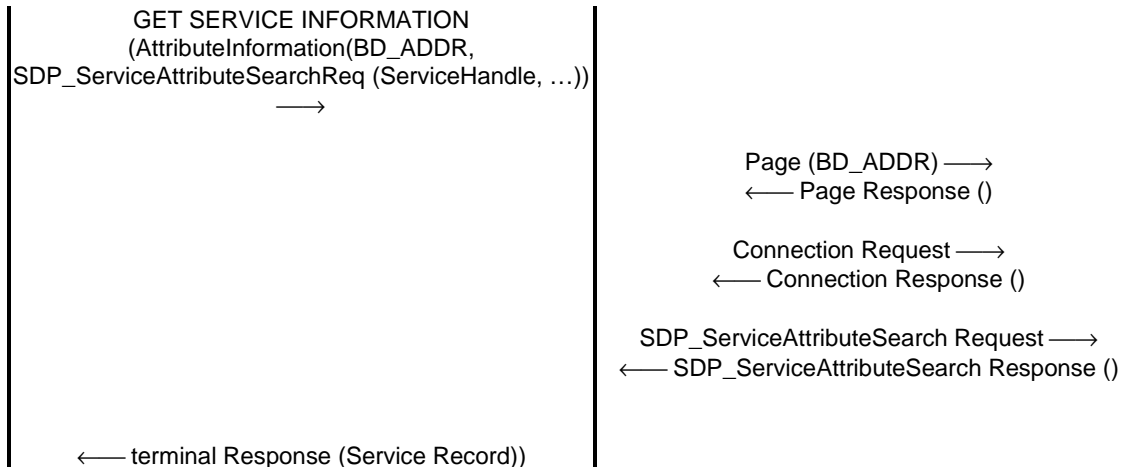 GET SERVICE INFORMATION
(AttributeInformation(BD_ADDR,
SDP_ServiceAttributeSearchReq (ServiceHandle, …))
⟶
Page (BD_ADDR) ⟶
⟵ Page Response ()
Connection Request ⟶
⟵ Connection Response ()
SDP_ServiceAttributeSearch Request ⟶
⟵ SDP_ServiceAttributeSearch Response ()
⟵ terminal Response (Service Record))